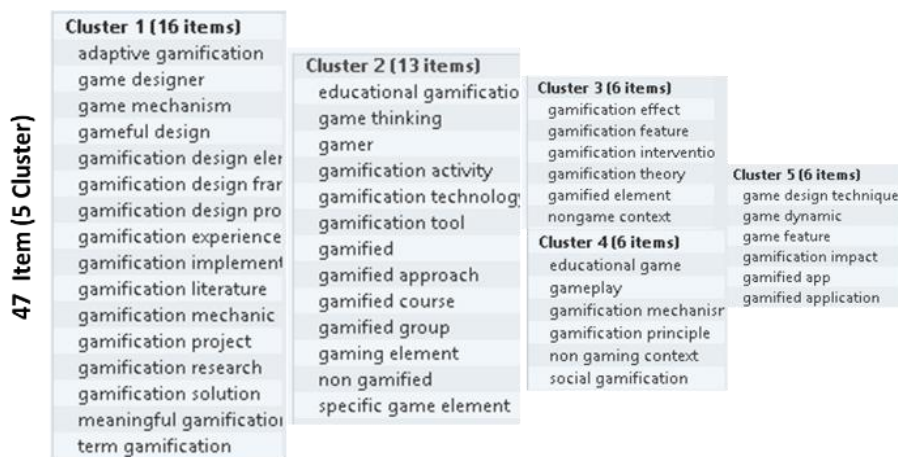 47 Item (5 Cluster)
Cluster 1 (16 items)
adaptive gamification
game designer
game mechanism
gameful design
gamification design eler
gamification design frar
gamification design pro
gamification experience
gamification implement
gamification literature
gamification mechanic
gamification project
gamification research
gamification solution
meaningful gamification
term gamification
Cluster 2 (13 items)
educational gamificatio
game thinking
gamer
gamification activity
gamification technology
gamification tool
gamified
gamified approach
gamified course
gamified group
gaming element
non gamified
specific game element
Cluster 3 (6 items)
gamification effect
gamification feature
gamification interventio
gamification theory
gamified element
nongame context
Cluster 4 (6 items)
educational game
gameplay
gamification mechanisr
gamification principle
non gaming context
social gamification
Cluster 5 (6 items)
game design technique
game dynamic
game feature
gamification impact
gamified app
gamified application